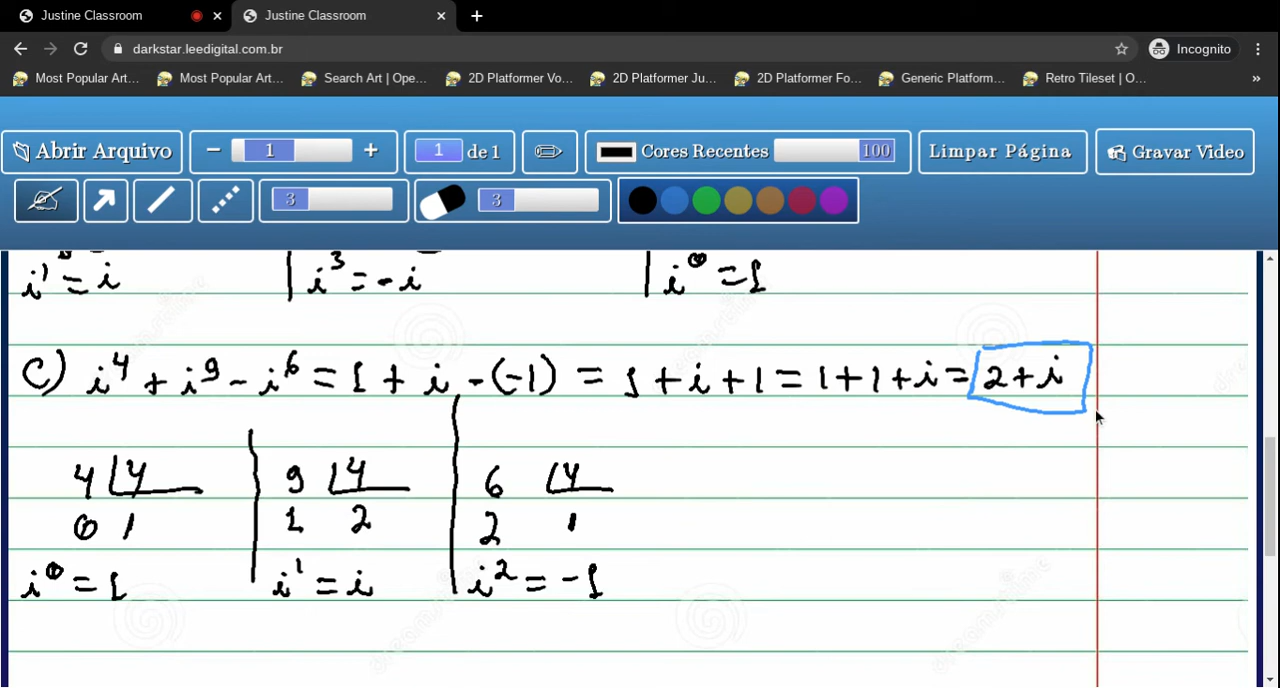 Justine Classroom Justine Classroom
darkstar.leedigital.com.br Incognito
Most Popular Art... Most Popular Art... Search Art | Ope... 2D Platformer Vo... 2D Platformer Ju... 2D Platformer Fo... Generic Platform... Retro Tileset | O... »
Abrir Arquivo − 1 + 1 de 1 Cores Recentes 100 Limpar Página Gravar Video
3 3
i¹ = i | i³ = -i | i⁰ = 1
C) i⁴ + i⁹ - i⁶ = 1 + i - (-1) = 1 + i + 1 = 1 + 1 + i = 2 + i
4 4 9 4 6 4
0 1 1 2 2 1
i⁰ = 1 i¹ = i i² = -1
dreamstime
dreamstime
dreamstime